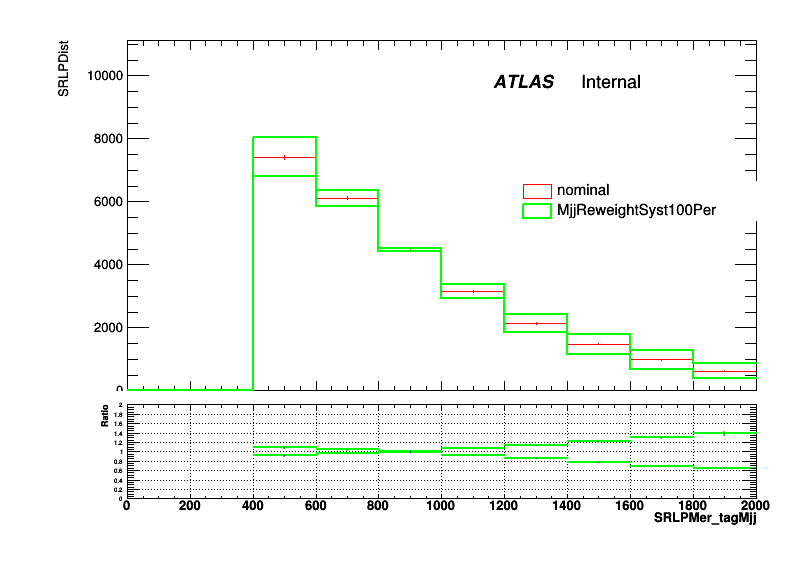 SRLPDist
10000
8000
6000
4000
2000
0
ATLAS Internal
nominal
MjjReweightSyst100Per
Ratio
2
1.8
1.6
1.4
1.2
1
0.8
0.6
0.4
0.2
0
0 200 400 600 800 1000 1200 1400 1600 1800 2000
SRLPMer_tagMjj